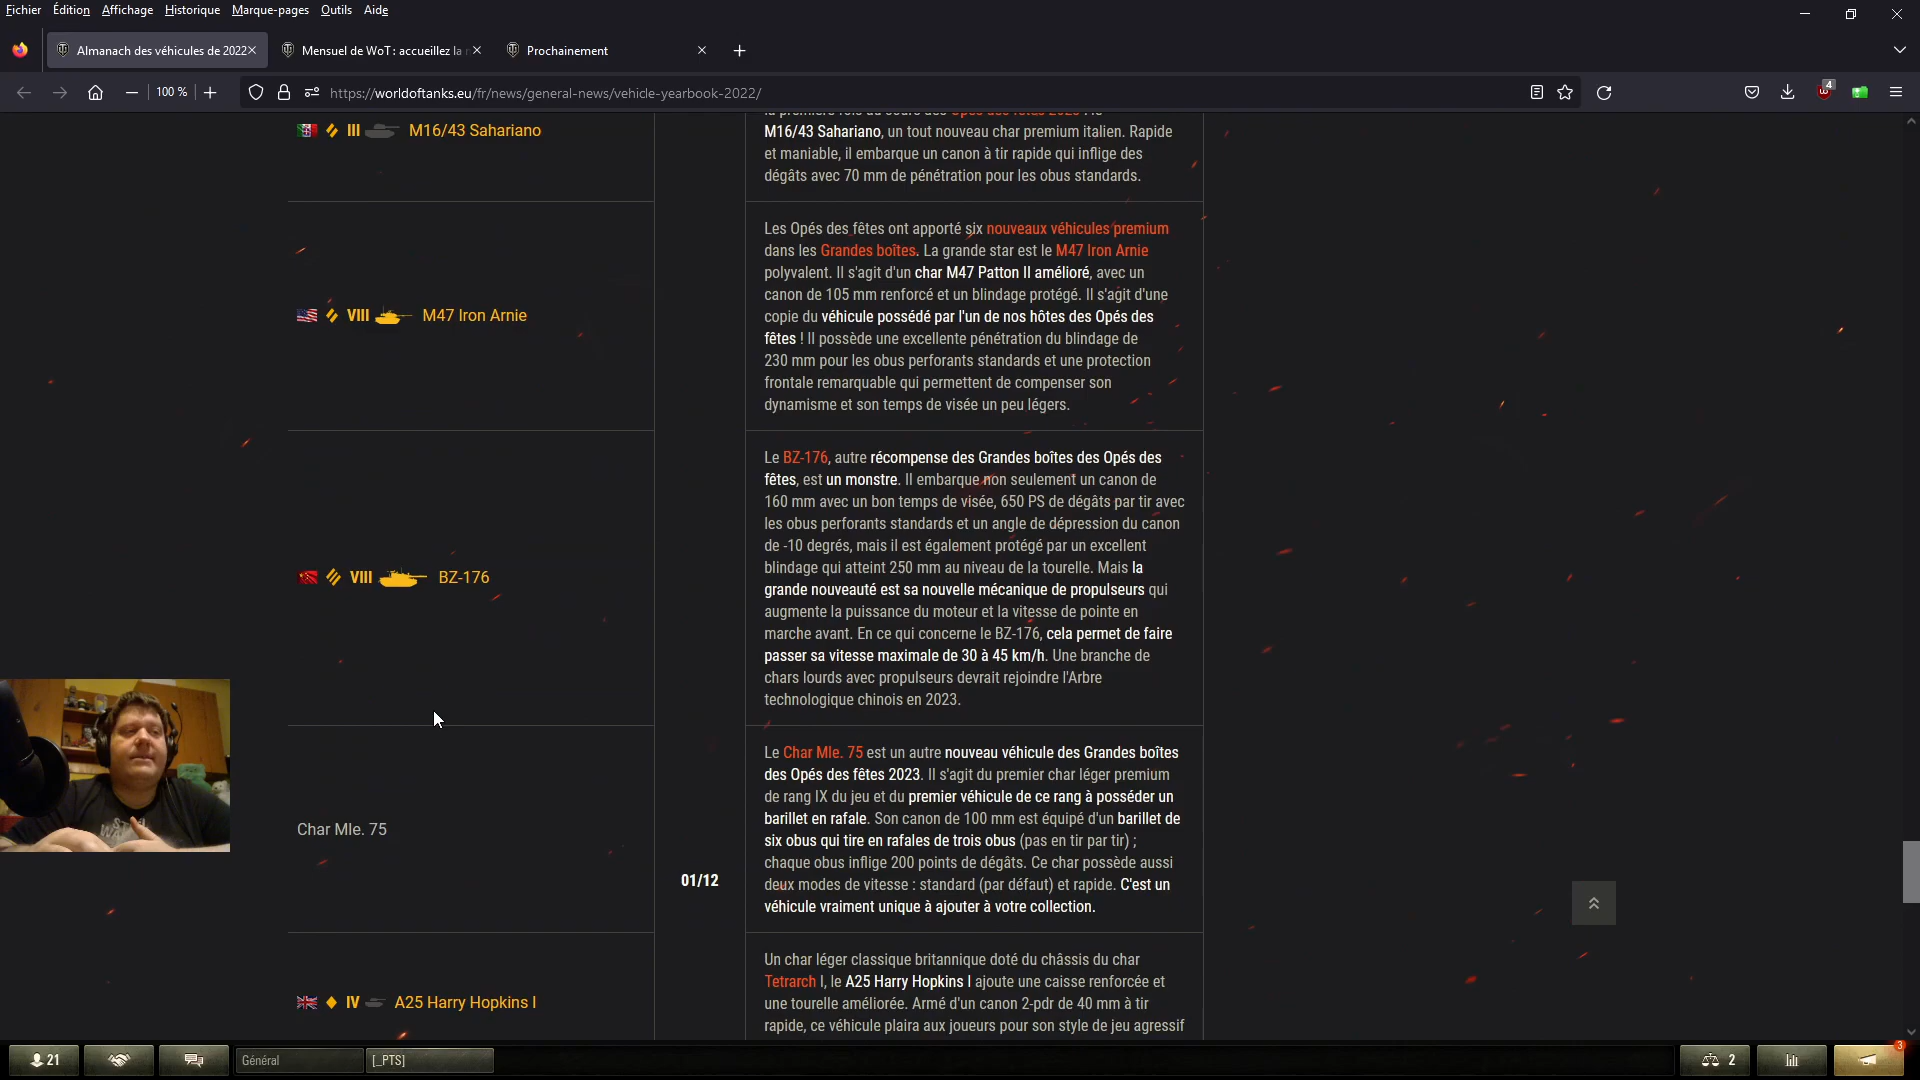 Fichier Édition Affichage Historique Marque-pages Outils Aide
Almanach des véhicules de 2022
Mensuel de WoT : accueillez la
Prochainement
100 %
https://worldoftanks.eu/fr/news/general-news/vehicle-yearbook-2022/
4
III M16/43 Sahariano
M16/43 Sahariano, un tout nouveau char premium italien. Rapide
et maniable, il embarque un canon à tir rapide qui inflige des
dégâts avec 70 mm de pénétration pour les obus standards.
VIII M47 Iron Arnie
Les Opés des fêtes ont apporté six nouveaux véhicules premium
dans les Grandes boîtes. La grande star est le M47 Iron Arnie
polyvalent. Il s'agit d'un char M47 Patton II amélioré, avec un
canon de 105 mm renforcé et un blindage protégé. Il s'agit d'une
copie du véhicule possédé par l'un de nos hôtes des Opés des
fêtes ! Il possède une excellente pénétration du blindage de
230 mm pour les obus perforants standards et une protection
frontale remarquable qui permettent de compenser son
dynamisme et son temps de visée un peu légers.
VIII BZ-176
Le BZ-176, autre récompense des Grandes boîtes des Opés des
fêtes, est un monstre. Il embarque non seulement un canon de
160 mm avec un bon temps de visée, 650 PS de dégâts par tir avec
les obus perforants standards et un angle de dépression du canon
de -10 degrés, mais il est également protégé par un excellent
blindage qui atteint 250 mm au niveau de la tourelle. Mais la
grande nouveauté est sa nouvelle mécanique de propulseurs qui
augmente la puissance du moteur et la vitesse de pointe en
marche avant. En ce qui concerne le BZ-176, cela permet de faire
passer sa vitesse maximale de 30 à 45 km/h. Une branche de
chars lourds avec propulseurs devrait rejoindre l'Arbre
technologique chinois en 2023.
Char Mle. 75
01/12
Le Char Mle. 75 est un autre nouveau véhicule des Grandes boîtes
des Opés des fêtes 2023. Il s'agit du premier char léger premium
de rang IX du jeu et du premier véhicule de ce rang à posséder un
barillet en rafale. Son canon de 100 mm est équipé d'un barillet de
six obus qui tire en rafales de trois obus (pas en tir par tir) ;
chaque obus inflige 200 points de dégâts. Ce char possède aussi
deux modes de vitesse : standard (par défaut) et rapide. C'est un
véhicule vraiment unique à ajouter à votre collection.
IV A25 Harry Hopkins I
Un char léger classique britannique doté du châssis du char
Tetrarch I, le A25 Harry Hopkins I ajoute une caisse renforcée et
une tourelle améliorée. Armé d'un canon 2-pdr de 40 mm à tir
rapide, ce véhicule plaira aux joueurs pour son style de jeu agressif
21
Général
[_PTS]
2
3